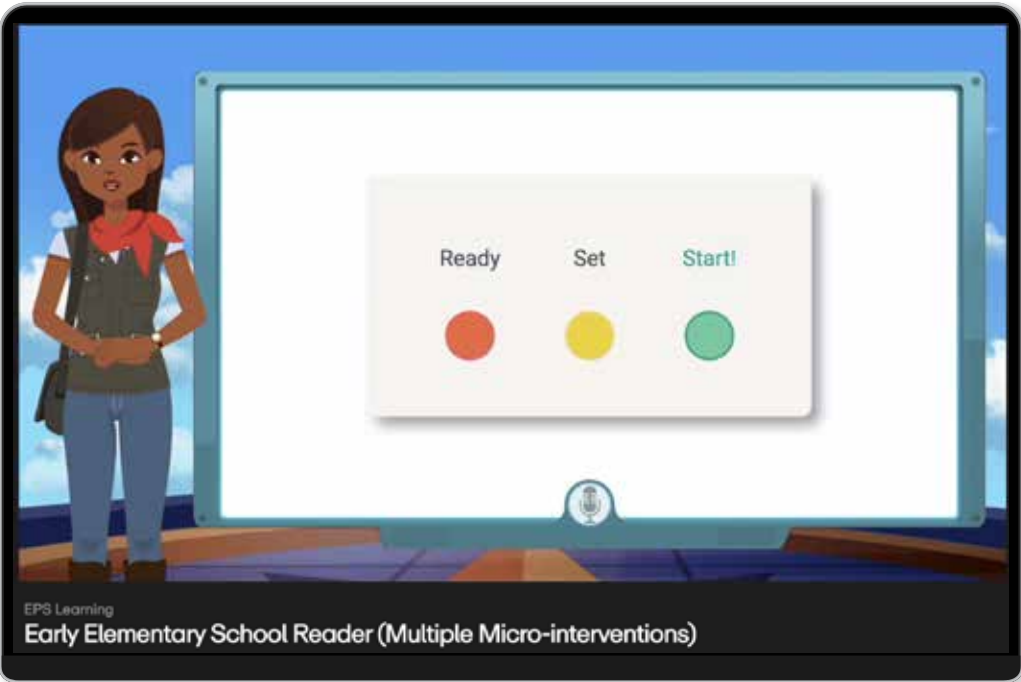 Ready Set Start!
EPS Learning
Early Elementary School Reader (Multiple Micro-interventions)